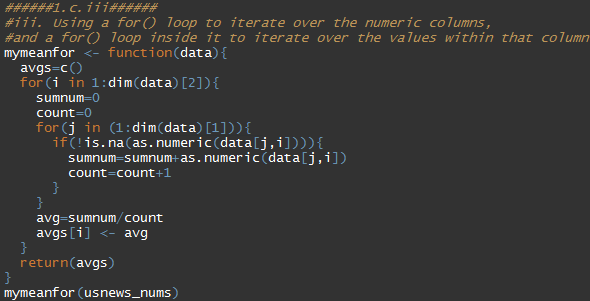 ######1.c.iii######
#iii. Using a for() loop to iterate over the numeric columns,
#and a for() loop inside it to iterate over the values within that column
mymeanfor <- function(data){
  avgs=c()
  for(i in 1:dim(data)[2]){
    sumnum=0
    count=0
    for(j in (1:dim(data)[1])){
      if(!is.na(as.numeric(data[j,i]))){
        sumnum=sumnum+as.numeric(data[j,i])
        count=count+1
      }
    }
    avg=sumnum/count
    avgs[i] <- avg
  }
  return(avgs)
}
mymeanfor(usnews_nums)